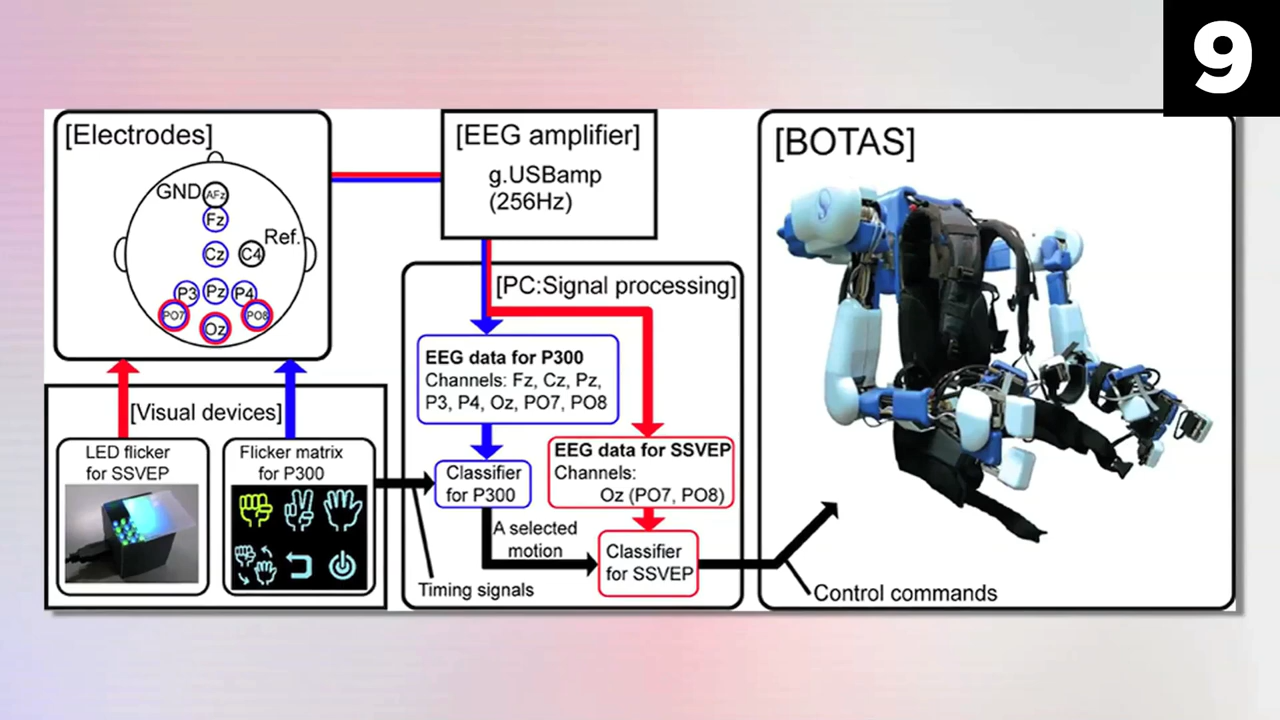 9
[Electrodes]
GND
AFz
Fz
Ref.
Cz
C4
P3
Pz
P4
PO7
Oz
PO8
[EEG amplifier]
g.USBamp
(256Hz)
[PC:Signal processing]
EEG data for P300
Channels: Fz, Cz, Pz,
P3, P4, Oz, PO7, PO8
Classifier
for P300
EEG data for SSVEP
Channels:
Oz (PO7, PO8)
A selected
motion
Classifier
for SSVEP
Timing signals
[Visual devices]
LED flicker
for SSVEP
Flicker matrix
for P300
[BOTAS]
Control commands